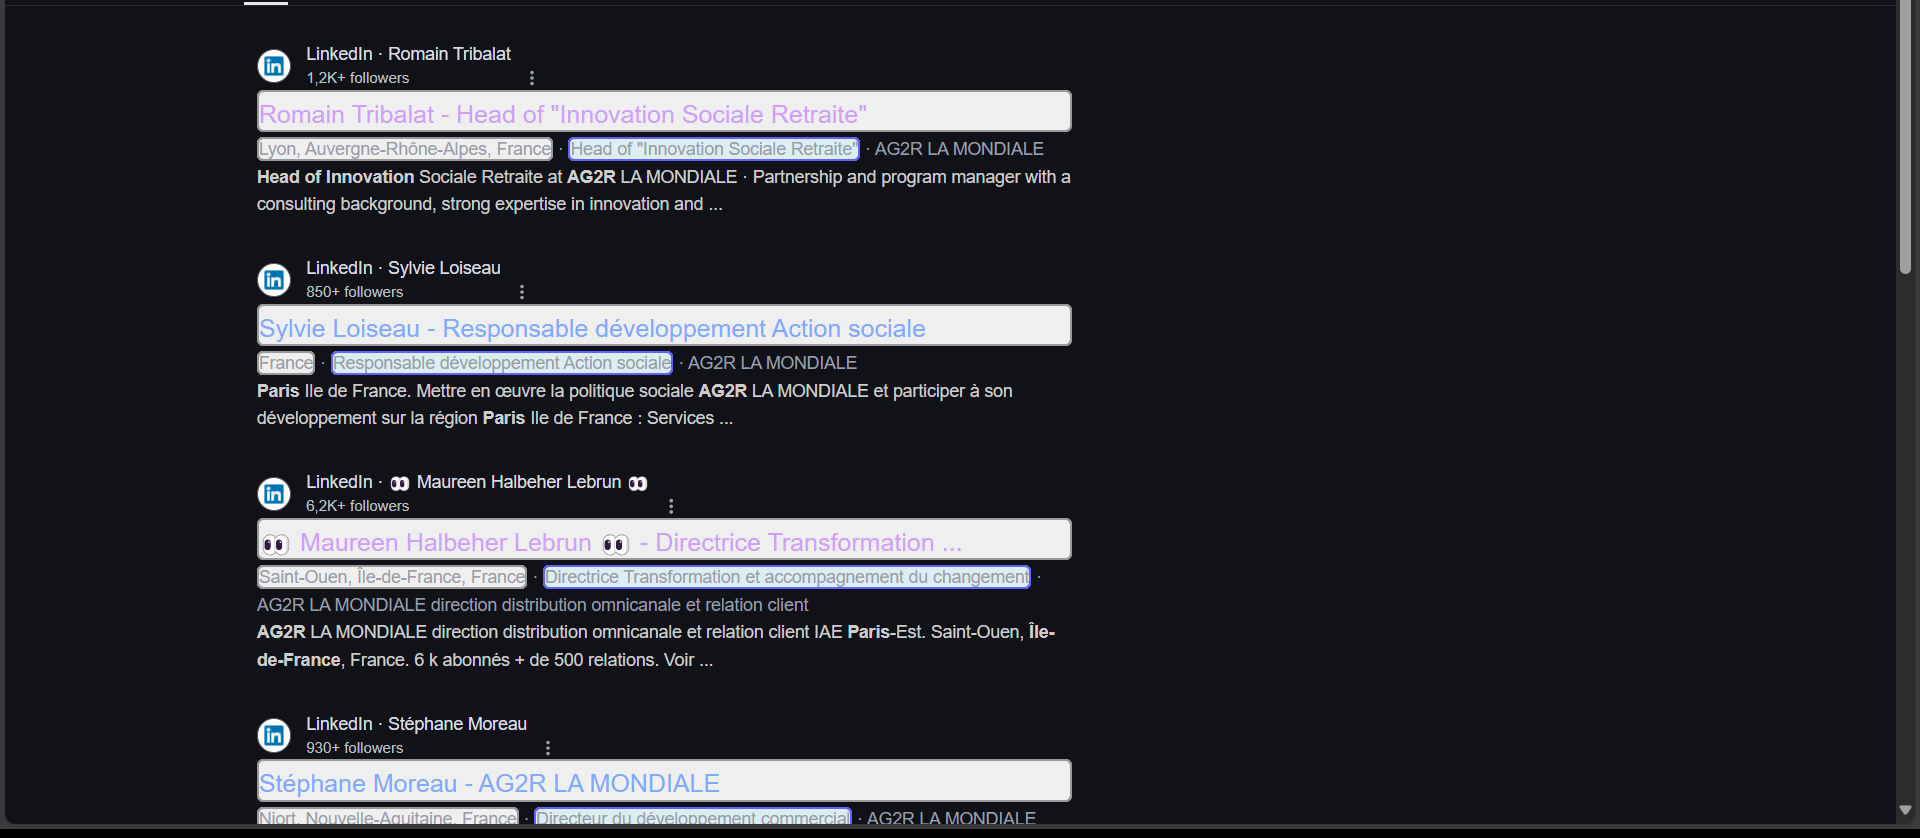 LinkedIn · Romain Tribalat
1,2K+ followers
Romain Tribalat - Head of "Innovation Sociale Retraite"
Lyon, Auvergne-Rhône-Alpes, France · Head of "Innovation Sociale Retraite" · AG2R LA MONDIALE
Head of Innovation Sociale Retraite at AG2R LA MONDIALE · Partnership and program manager with a
consulting background, strong expertise in innovation and ...
LinkedIn · Sylvie Loiseau
850+ followers
Sylvie Loiseau - Responsable développement Action sociale
France · Responsable développement Action sociale · AG2R LA MONDIALE
Paris Ile de France. Mettre en œuvre la politique sociale AG2R LA MONDIALE et participer à son
développement sur la région Paris Ile de France : Services ...
LinkedIn · 👀 Maureen Halbeher Lebrun 👀
6,2K+ followers
👀 Maureen Halbeher Lebrun 👀 - Directrice Transformation ...
Saint-Ouen, Île-de-France, France · Directrice Transformation et accompagnement du changement ·
AG2R LA MONDIALE direction distribution omnicanale et relation client
AG2R LA MONDIALE direction distribution omnicanale et relation client IAE Paris-Est. Saint-Ouen, Île-
de-France, France. 6 k abonnés + de 500 relations. Voir ...
LinkedIn · Stéphane Moreau
930+ followers
Stéphane Moreau - AG2R LA MONDIALE
Niort, Nouvelle-Aquitaine, France · Directeur du développement commercial · AG2R LA MONDIALE